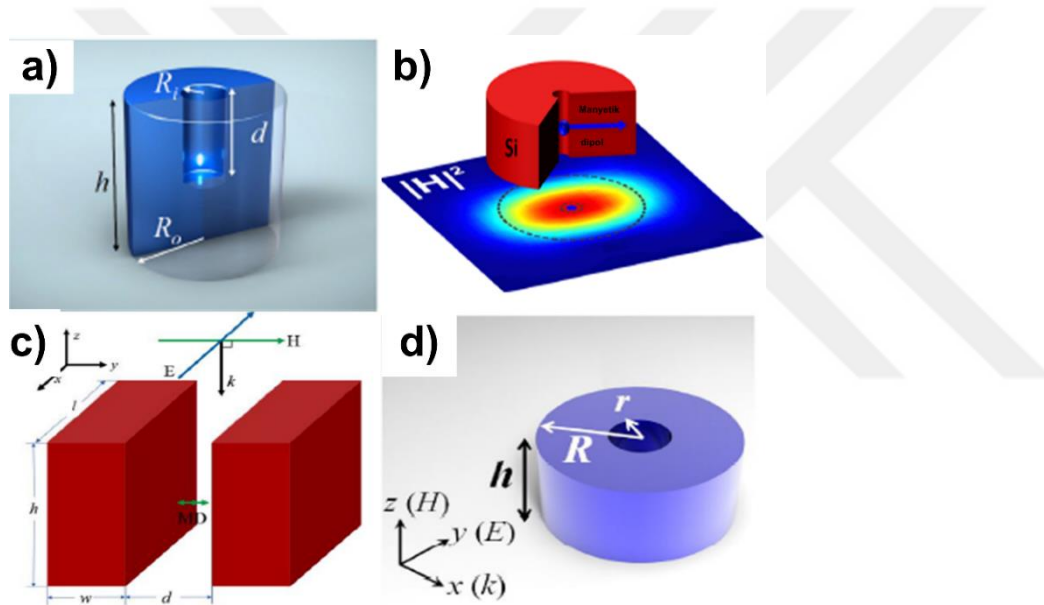 a)
R_i
d
h
R_o
b)
Manyetik
dipol
Si
|H|²
c)
z
y
x
E
H
k
l
h
MD
w
d
d)
r
R
h
z (H)
y (E)
x (k)